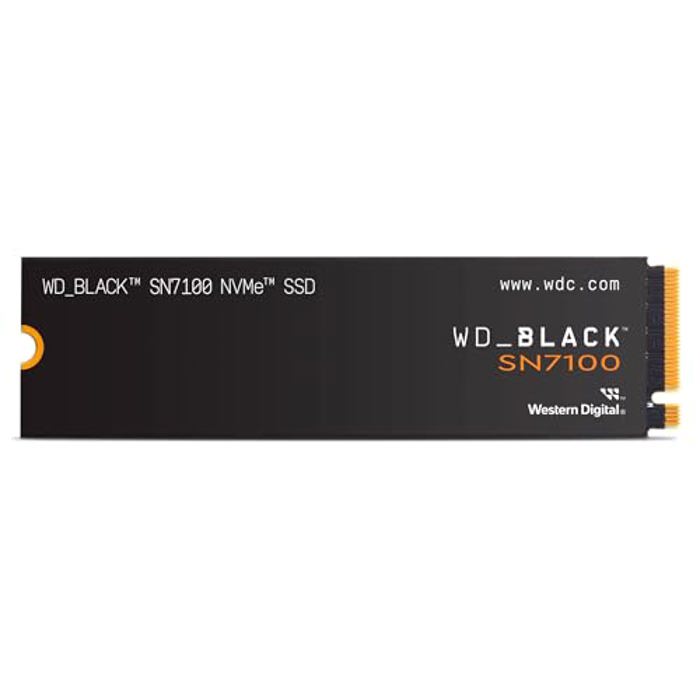 WD_BLACK™ SN7100 NVMe™ SSD
www.wdc.com
WD_BLACK™
SN7100
Western Digital®